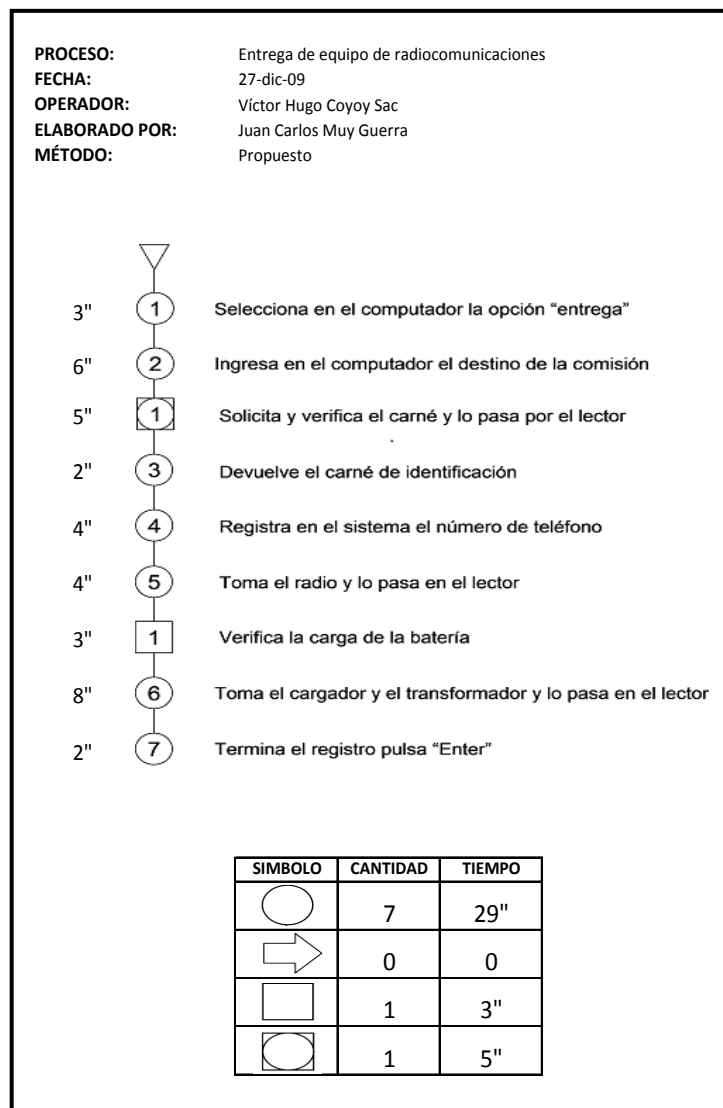 PROCESO: Entrega de equipo de radiocomunicaciones
FECHA: 27-dic-09
OPERADOR: Víctor Hugo Coyoy Sac
ELABORADO POR: Juan Carlos Muy Guerra
MÉTODO: Propuesto
3" 1 Selecciona en el computador la opción “entrega”
6" 2 Ingresa en el computador el destino de la comisión
5" 1 Solicita y verifica el carné y lo pasa por el lector
2" 3 Devuelve el carné de identificación
4" 4 Registra en el sistema el número de teléfono
4" 5 Toma el radio y lo pasa en el lector
3" 1 Verifica la carga de la batería
8" 6 Toma el cargador y el transformador y lo pasa en el lector
2" 7 Termina el registro pulsa “Enter”
SIMBOLO CANTIDAD TIEMPO
7 29"
0 0
1 3"
1 5"